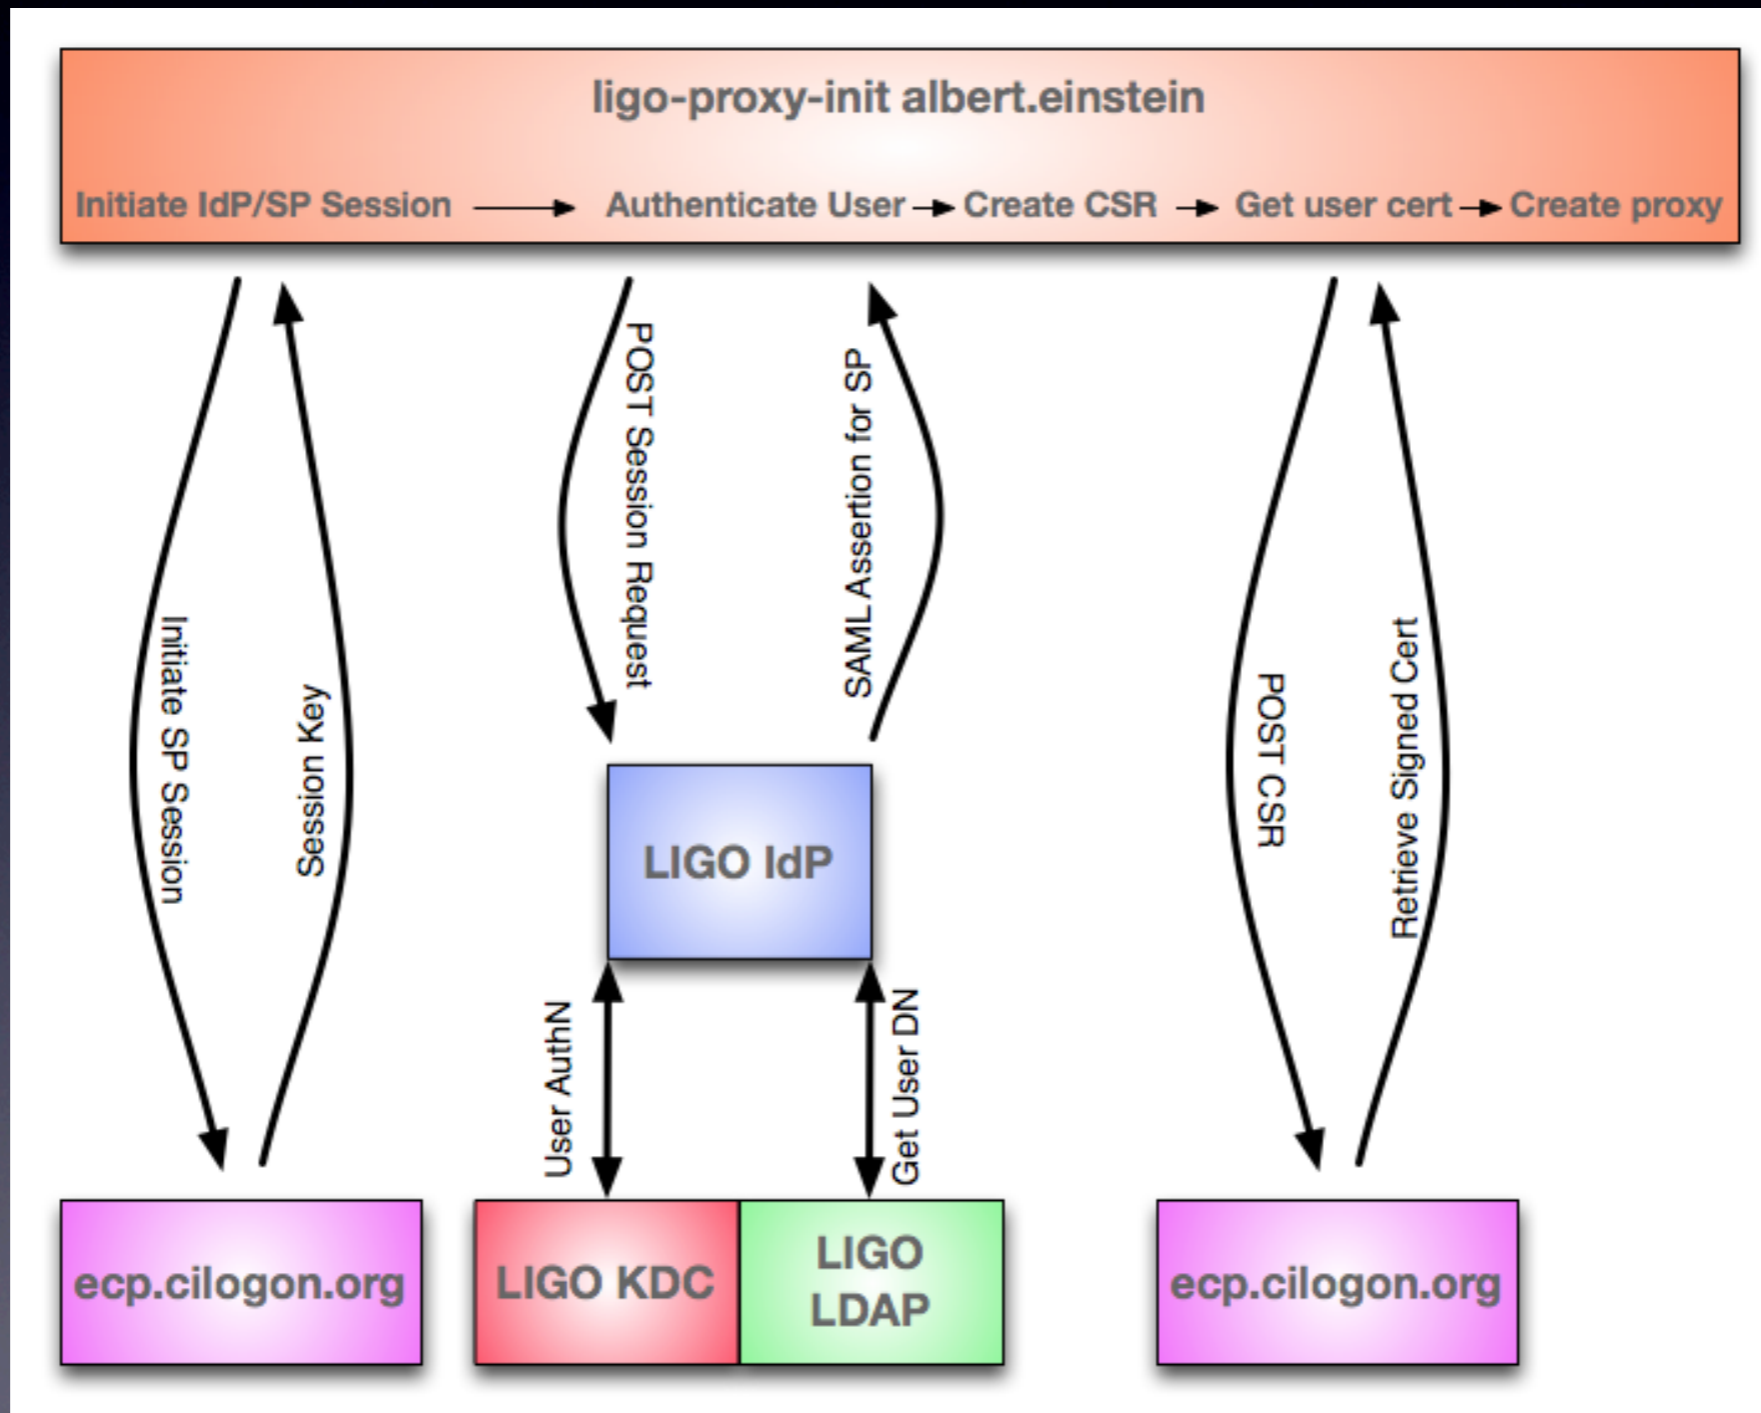 ligo-proxy-init albert.einstein
Initiate IdP/SP Session
Authenticate User
Create CSR
Get user cert
Create proxy
Initiate SP Session
Session Key
POST Session Request
SAML Assertion for SP
POST CSR
Retrieve Signed Cert
LIGO IdP
User AuthN
Get User DN
ecp.cilogon.org
LIGO KDC
LIGO
LDAP
ecp.cilogon.org